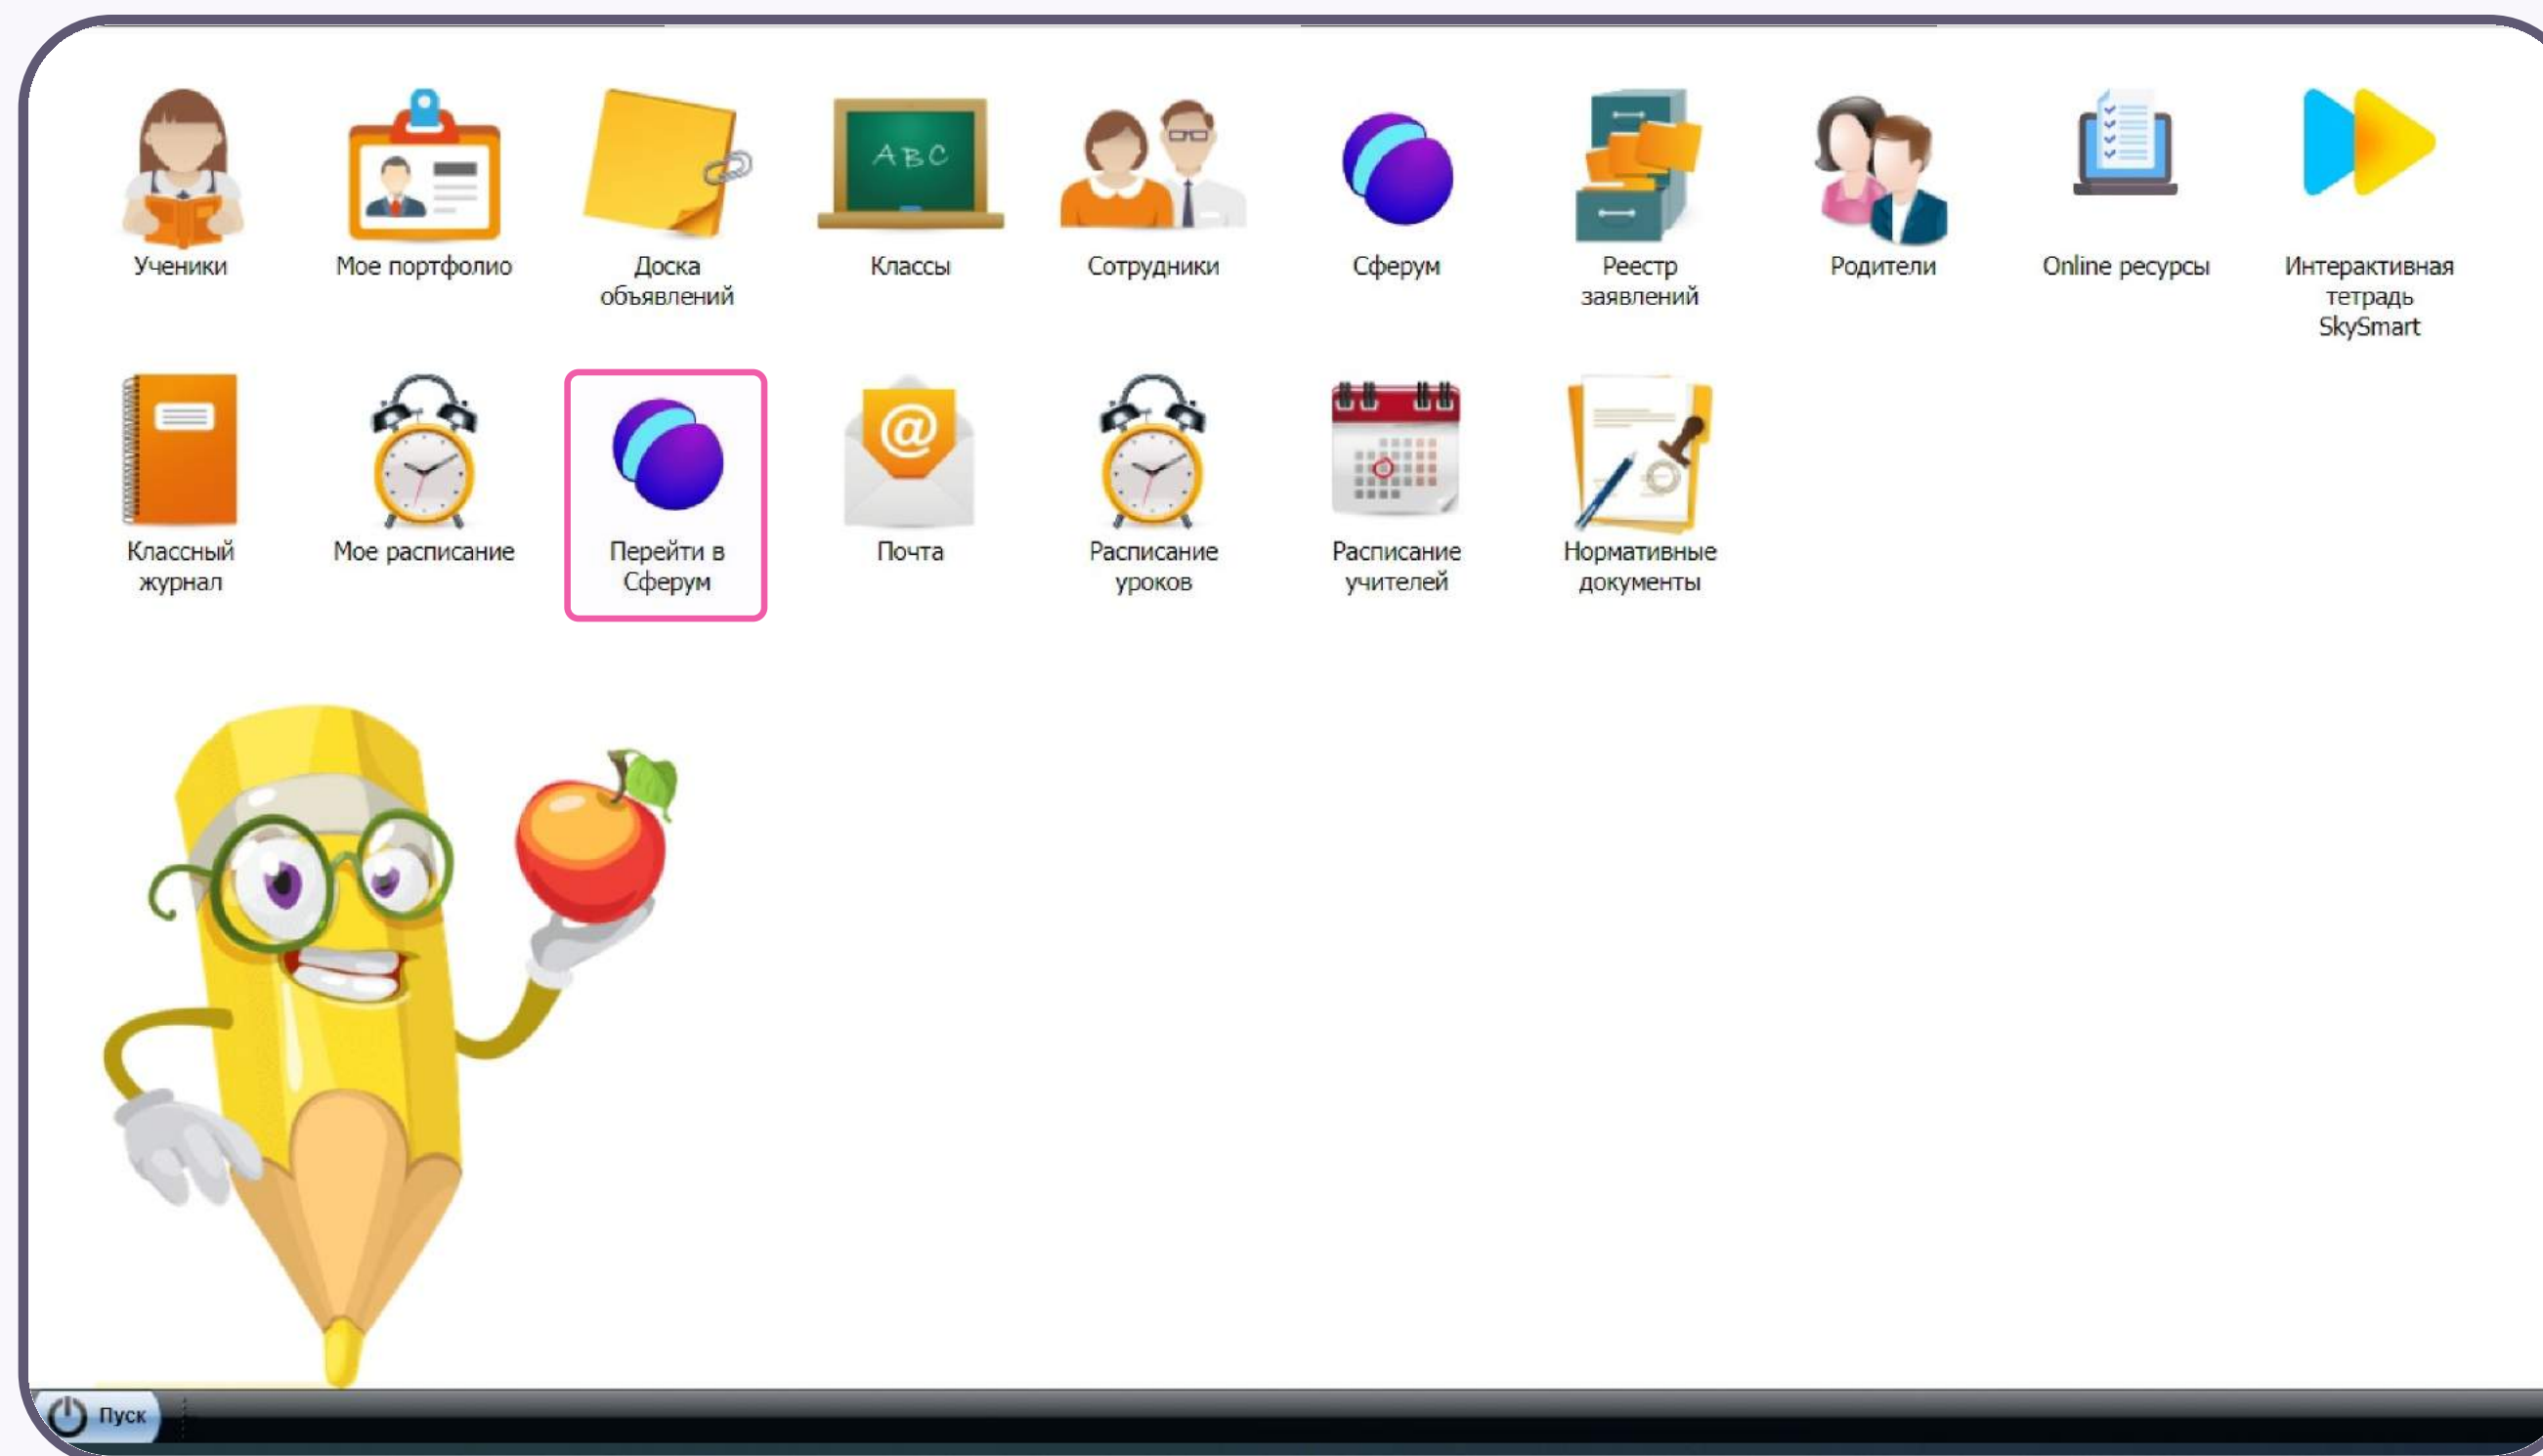 Ученики
Мое портфолио
Доска
объявлений
ABC
Классы
Сотрудники
Сферум
Реестр
заявлений
Родители
Online ресурсы
Интерактивная
тетрадь
SkySmart
Классный
журнал
Мое расписание
Перейти в
Сферум
@
Почта
Расписание
уроков
Расписание
учителей
Нормативные
документы
Пуск